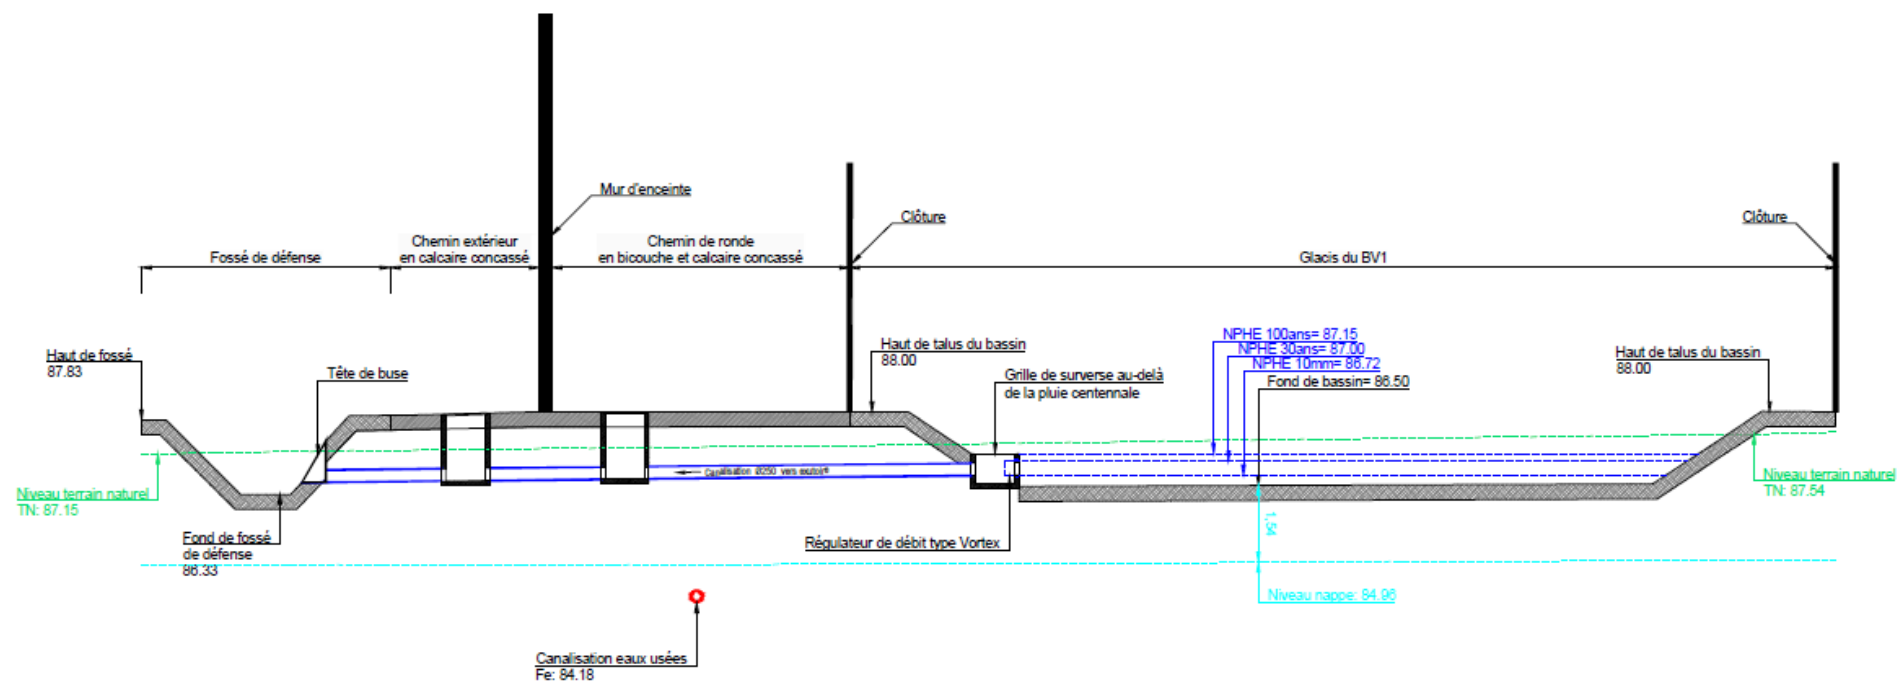 Mur d'enceinte
Clôture
Clôture
Chemin extérieur
en calcaire concassé
Chemin de ronde
en bicouche et calcaire concassé
Fossé de défense
Glacis du BV1
NPHE 100ans= 87.15
NPHE 30ans= 87.00
NPHE 10mm= 86.72
Fond de bassin= 86.50
Haut de fossé
87.83
Tête de buse
Haut de talus du bassin
88.00
Grille de surverse au-delà
de la pluie centennale
Haut de talus du bassin
88.00
Canalisation Ø250 vers exutoire
Niveau terrain naturel
TN: 87.15
Niveau terrain naturel
TN: 87.54
Fond de fossé
de défense
86.33
Régulateur de débit type Vortex
1,54
Niveau nappe: 84.96
Canalisation eaux usées
Fe: 84.18